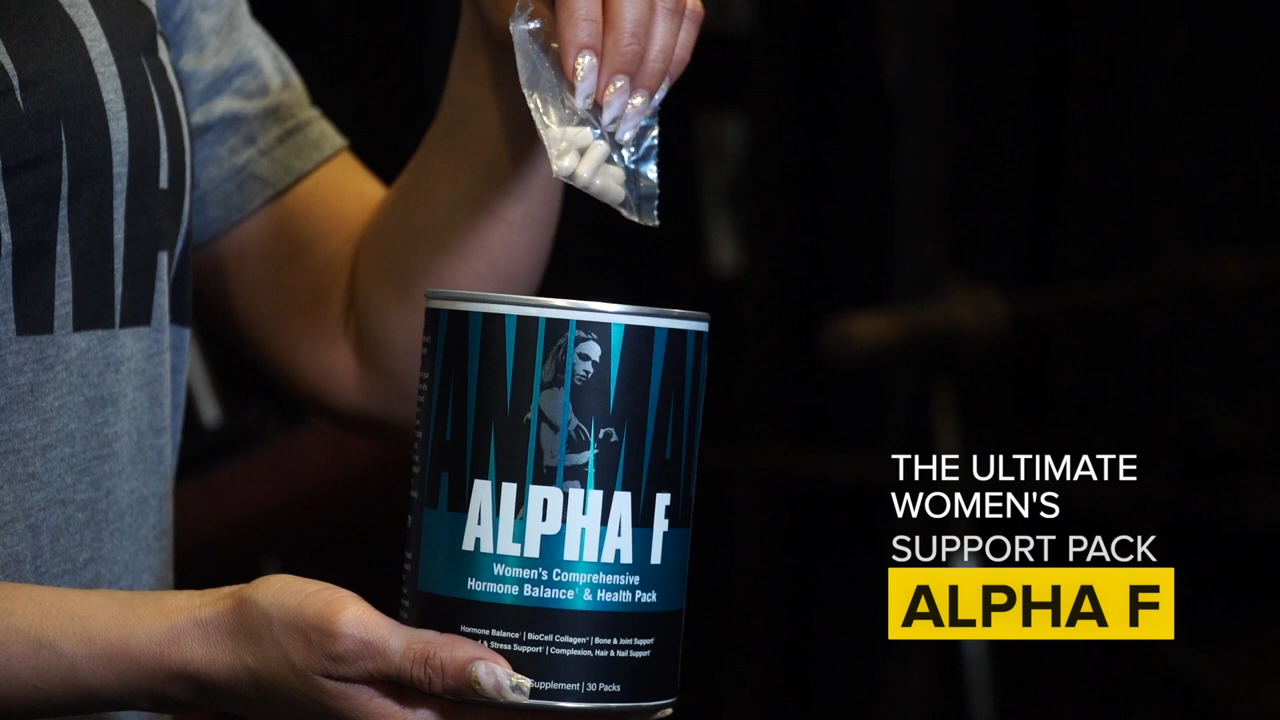 ANIMAL
ALPHA F
Women's Comprehensive
Hormone Balance† & Health Pack
Hormone Balance† | BioCell Collagen® | Bone & Joint Support†
& Stress Support† | Complexion, Hair & Nail Support†
Supplement | 30 Packs
THE ULTIMATE
WOMEN'S
SUPPORT PACK
ALPHA F